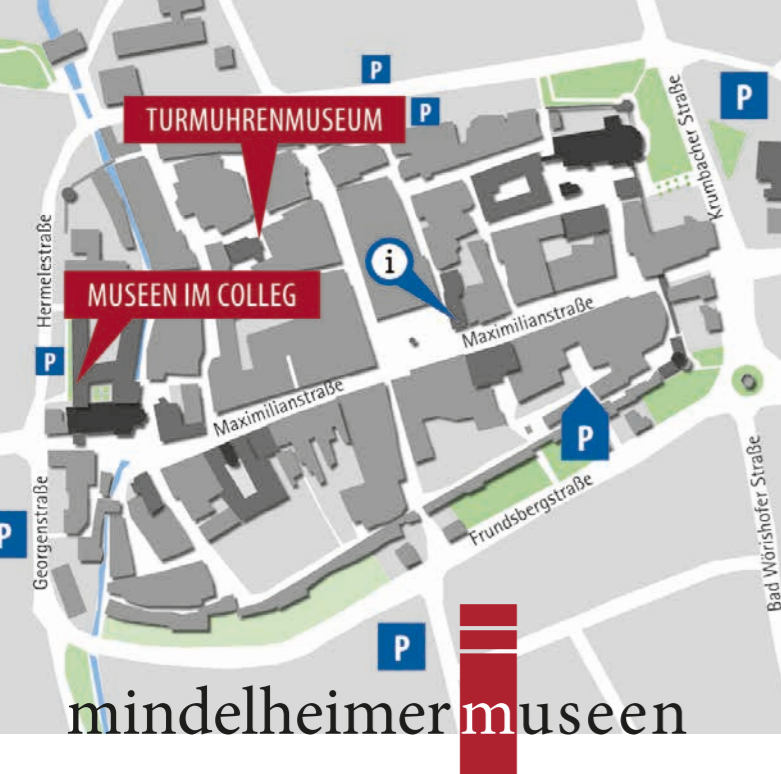 P
P
P
TURMUHRENMUSEUM
Krumbacher Straße
Hermelestraße
i
MUSEEN IM COLLEG
Maximilianstraße
P
Maximilianstraße
P
Bad Wörishofer Straße
Georgenstraße
Frundsbergstraße
P
P
mindelheimer museen